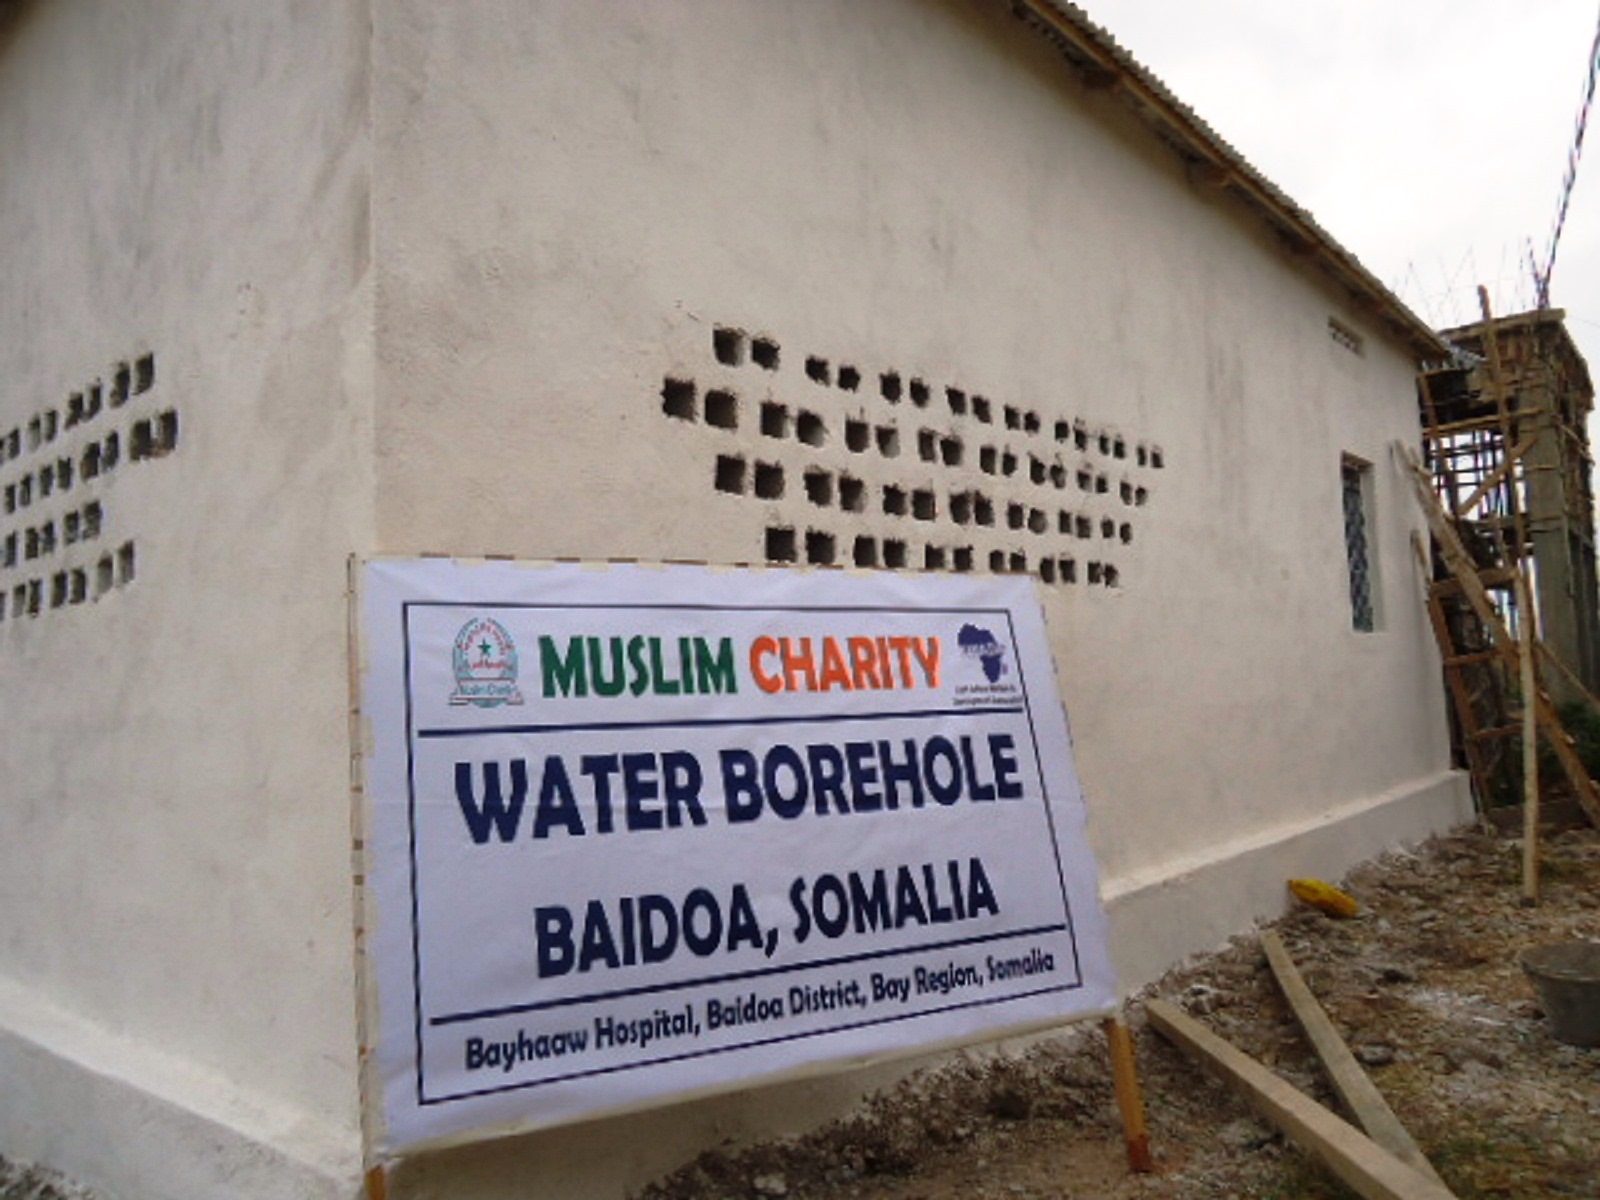 MUSLIM CHARITY
WATER BOREHOLE
BAIDOA, SOMALIA
Bayhaaw Hospital, Baidoa District, Bay Region, Somalia